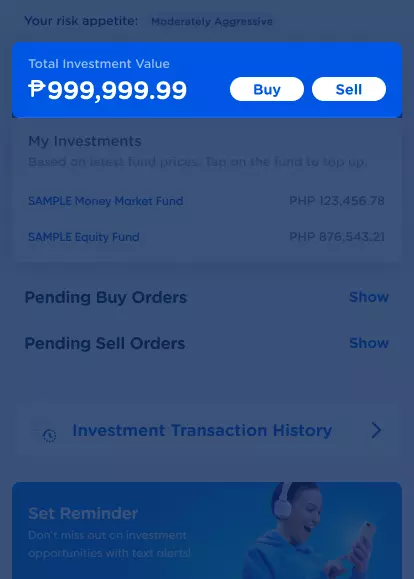 Your risk appetite: Moderately Aggressive
Total Investment Value
₱999,999.99
Buy
Sell
My Investments
Based on latest fund prices. Tap on the fund to top up.
SAMPLE Money Market Fund PHP 123,456.78
SAMPLE Equity Fund PHP 876,543.21
Pending Buy Orders Show
Pending Sell Orders Show
Investment Transaction History
Set Reminder
Don't miss out on investment
opportunities with text alerts!